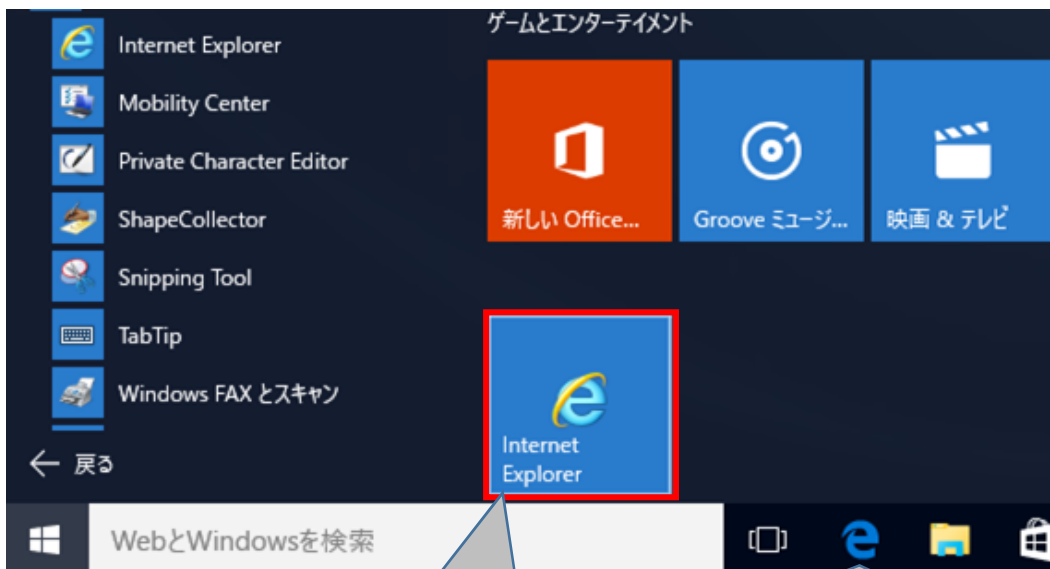 Internet Explorer
Mobility Center
Private Character Editor
ShapeCollector
Snipping Tool
TabTip
Windows FAX とスキャン
戻る
WebとWindowsを検索
ゲームとエンターテイメント
新しい Office...
Groove ミュージ...
映画 & テレビ
Internet
Explorer